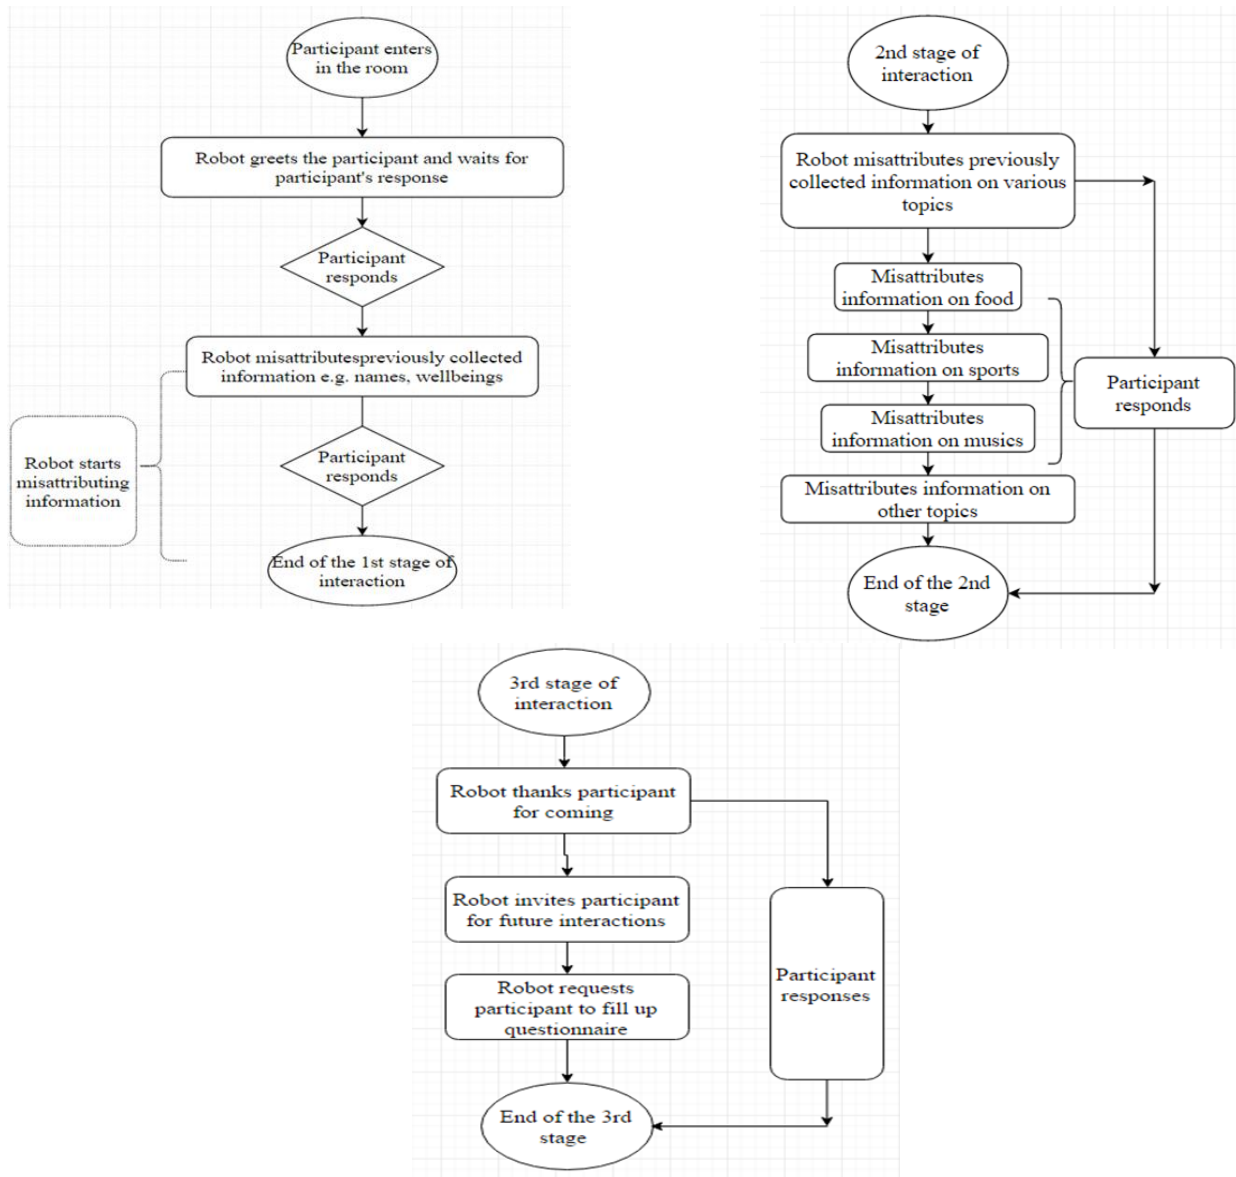 Participant enters
in the room
Robot greets the participant and waits for
participant's response
Participant
responds
Robot misattributespreviously collected
information e.g. names, wellbeings
Robot starts
misattributing
information
Participant
responds
End of the 1st stage of
interaction
2nd stage of
interaction
Robot misattributes previously
collected information on various
topics
Misattributes
information on food
Misattributes
information on sports
Misattributes
information on musics
Participant
responds
Misattributes information on
other topics
End of the 2nd
stage
3rd stage of
interaction
Robot thanks participant
for coming
Robot invites participant
for future interactions
Robot requests
participant to fill up
questionnaire
Participant
responses
End of the 3rd
stage